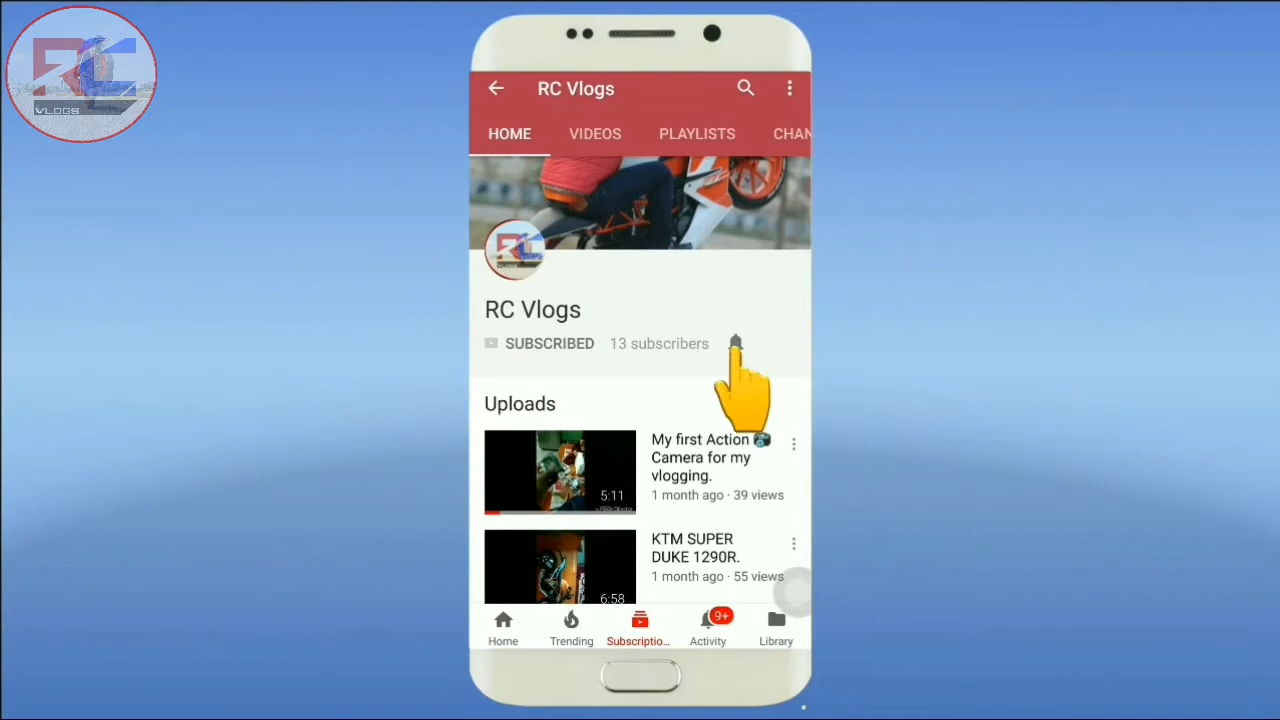 RC
VLOGS
RC Vlogs
HOME VIDEOS PLAYLISTS CHAN
RC
RC Vlogs
SUBSCRIBED 13 subscribers
Uploads
My first Action
Camera for my
vlogging.
1 month ago · 39 views
5:11
KTM SUPER
DUKE 1290R.
1 month ago · 55 views
6:58
9+
Home Trending Subscriptio... Activity Library